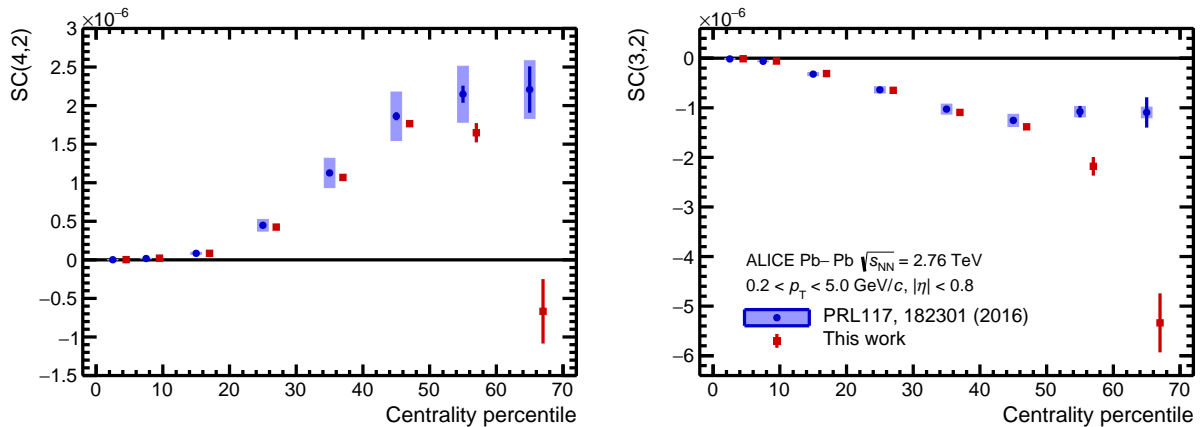 ×10⁻⁶
SC(4,2)
3
2.5
2
1.5
1
0.5
0
−0.5
−1
−1.5
0 10 20 30 40 50 60 70
Centrality percentile
×10⁻⁶
SC(3,2)
0
−1
−2
−3
−4
−5
−6
ALICE Pb–Pb √s_NN = 2.76 TeV
0.2 < p_T < 5.0 GeV/c, |η| < 0.8
PRL117, 182301 (2016)
This work
0 10 20 30 40 50 60 70
Centrality percentile